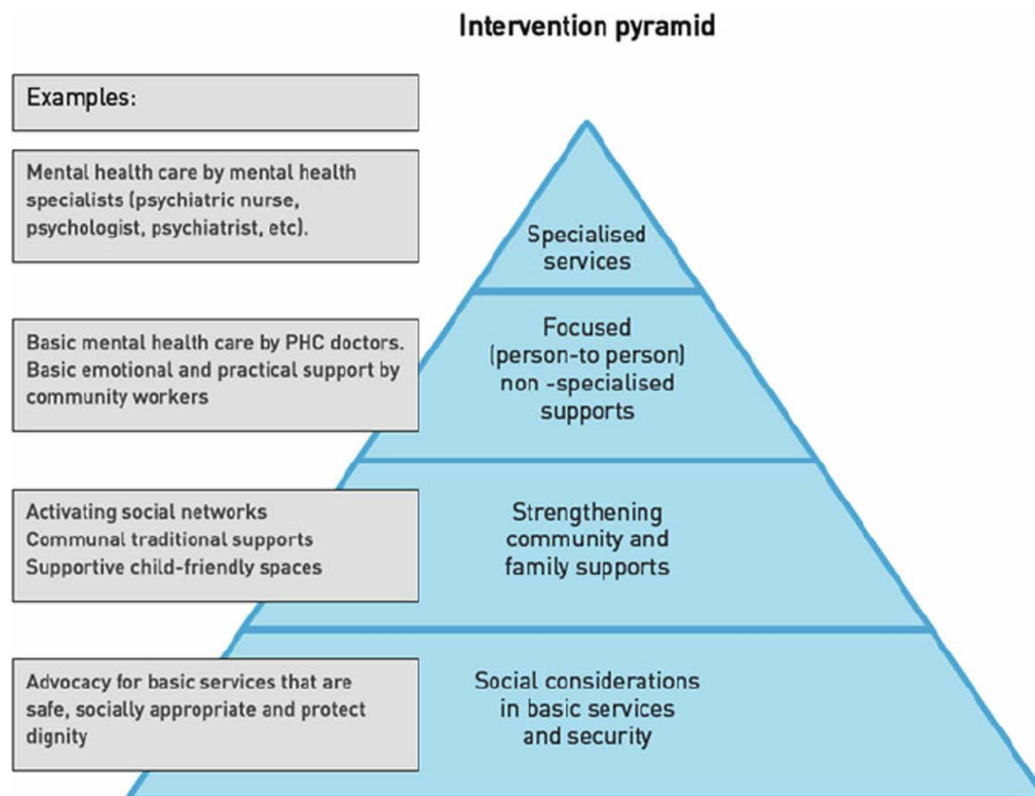 Intervention pyramid
Examples:
Mental health care by mental health
specialists (psychiatric nurse,
psychologist, psychiatrist, etc).
Specialised
services
Basic mental health care by PHC doctors.
Basic emotional and practical support by
community workers
Focused
(person-to person)
non -specialised
supports
Activating social networks
Communal traditional supports
Supportive child-friendly spaces
Strengthening
community and
family supports
Advocacy for basic services that are
safe, socially appropriate and protect
dignity
Social considerations
in basic services
and security